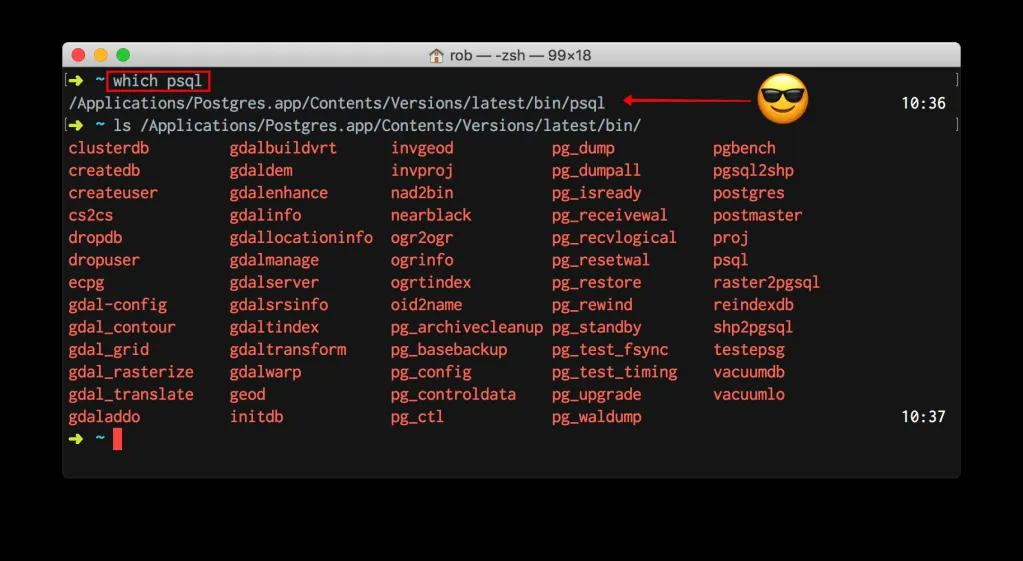 rob — -zsh — 99×18
[➜ ~ which psql ]
/Applications/Postgres.app/Contents/Versions/latest/bin/psql 10:36
[➜ ~ ls /Applications/Postgres.app/Contents/Versions/latest/bin/ ]
clusterdb gdalbuildvrt invgeod pg_dump pgbench
createdb gdaldem invproj pg_dumpall pgsql2shp
createuser gdalenhance nad2bin pg_isready postgres
cs2cs gdalinfo nearblack pg_receivewal postmaster
dropdb gdallocationinfo ogr2ogr pg_recvlogical proj
dropuser gdalmanage ogrinfo pg_resetwal psql
ecpg gdalserver ogrtindex pg_restore raster2pgsql
gdal-config gdalsrsinfo oid2name pg_rewind reindexdb
gdal_contour gdaltindex pg_archivecleanup pg_standby shp2pgsql
gdal_grid gdaltransform pg_basebackup pg_test_fsync testepsg
gdal_rasterize gdalwarp pg_config pg_test_timing vacuumdb
gdal_translate geod pg_controldata pg_upgrade vacuumlo
gdaladdo initdb pg_ctl pg_waldump 10:37
➜ ~